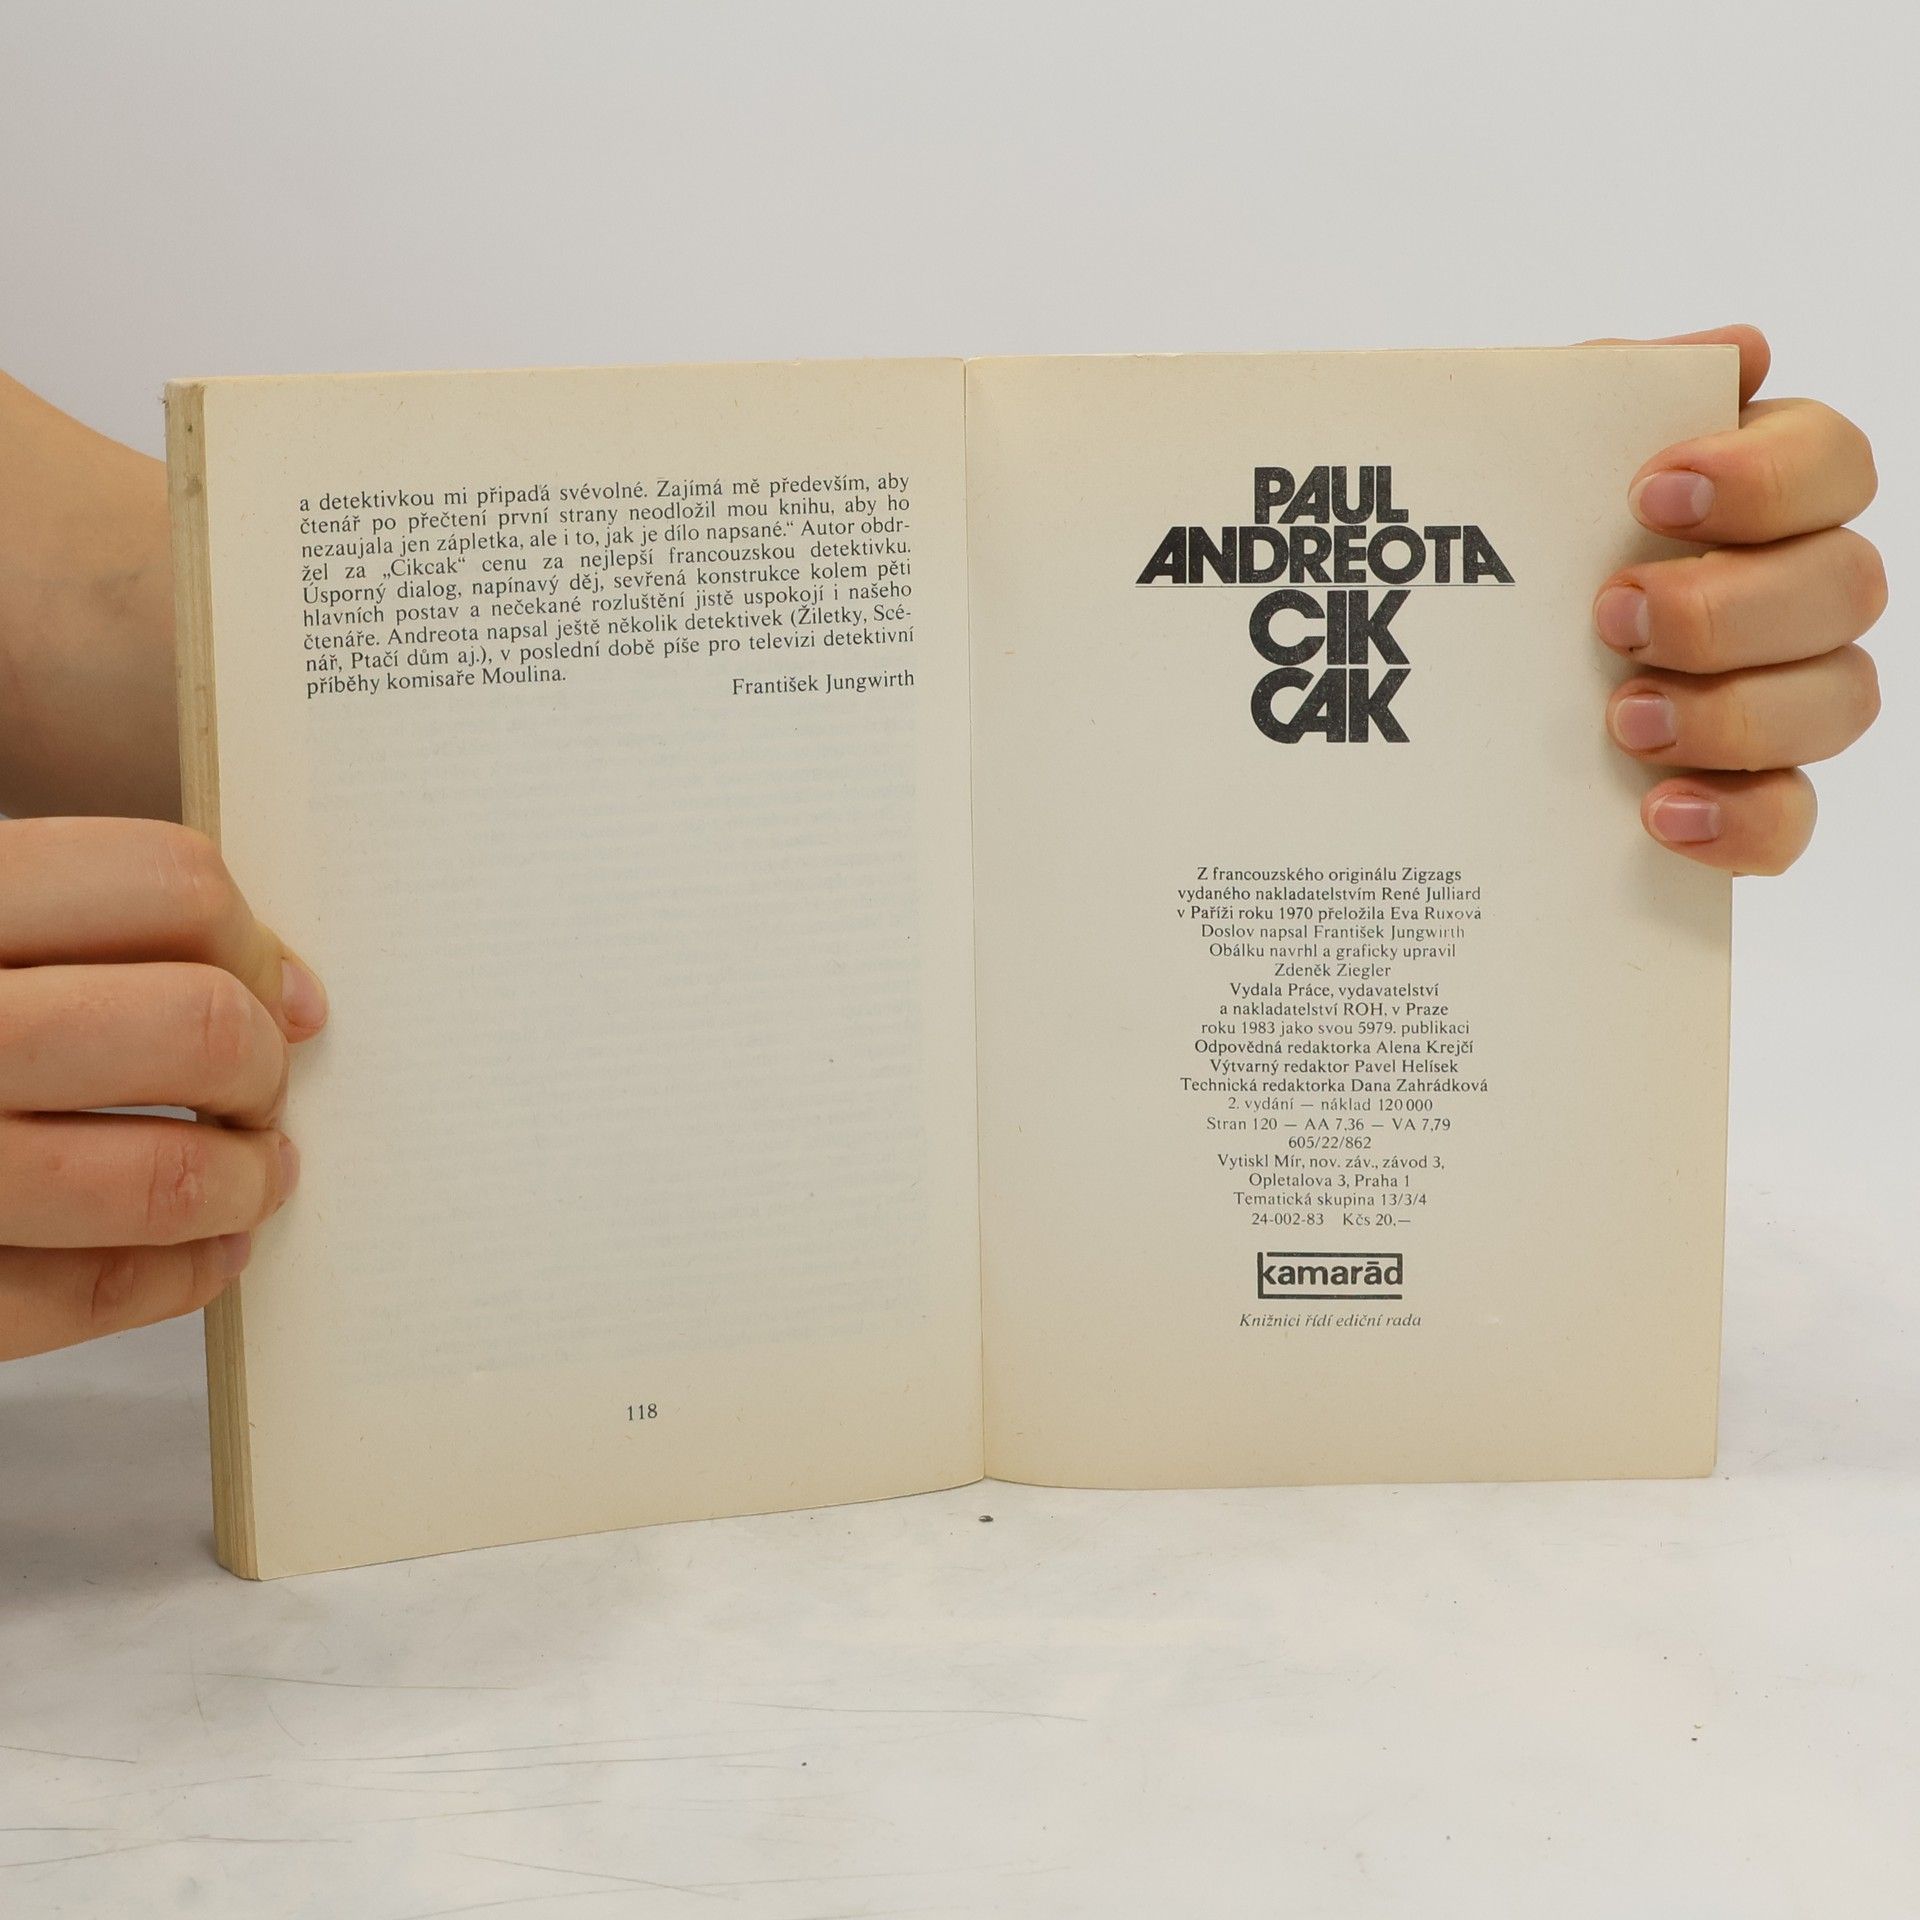 a detektivkou mi připadá svévolné. Zajímá mě především, aby
čtenář po přečtení první strany neodložil mou knihu, aby ho
nezaujala jen zápletka, ale i to, jak je dílo napsané.“ Autor obdr-
žel za „Cikcak“ cenu za nejlepší francouzskou detektivku.
Úsporný dialog, napínavý děj, sevřená konstrukce kolem pěti
hlavních postav a nečekané rozluštění jistě uspokojí i našeho
čtenáře. Andreota napsal ještě několik detektivek (Žiletky, Scé-
nář, Ptačí dům aj.), v poslední době píše pro televizi detektivní
příběhy komisaře Moulina.
František Jungwirth
118
PAUL
ANDREOTA
CIK
CAK
Z francouzského originálu Zigzags
vydaného nakladatelstvím René Julliard
v Paříži roku 1970 přeložila Eva Ruxová
Doslov napsal František Jungwirth
Obálku navrhl a graficky upravil
Zdeněk Ziegler
Vydala Práce, vydavatelství
a nakladatelství ROH, v Praze
roku 1983 jako svou 5979. publikaci
Odpovědná redaktorka Alena Krejčí
Výtvarný redaktor Pavel Helísek
Technická redaktorka Dana Zahrádková
2. vydání — náklad 120 000
Stran 120 — AA 7,36 — VA 7,79
605/22/862
Vytiskl Mír, nov. záv., závod 3,
Opletalova 3, Praha 1
Tematická skupina 13/3/4
24-002-83 Kčs 20,—
kamarád
Knižnici řídí ediční rada